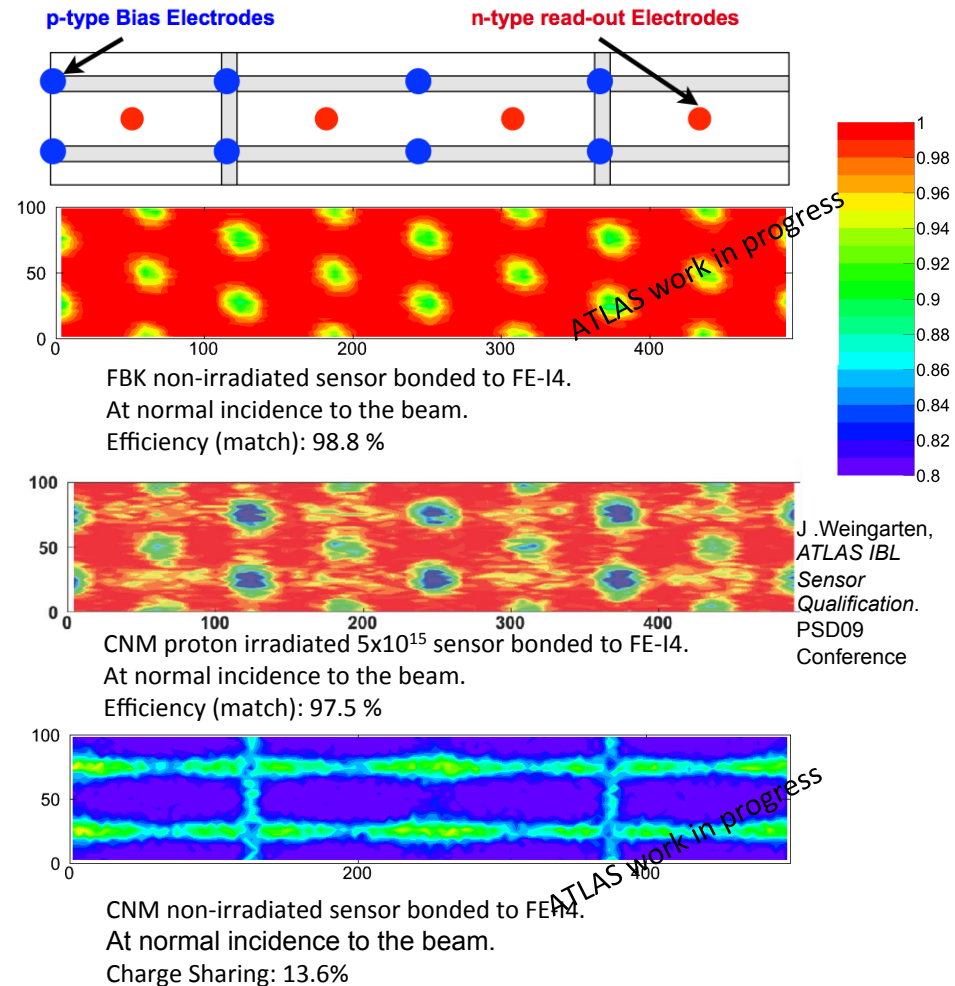 p-type Bias Electrodes
n-type read-out Electrodes
1
0.98
0.96
0.94
0.92
0.9
0.88
0.86
0.84
0.82
0.8
100
50
0
0
100
200
300
400
ATLAS work in progress
FBK non-irradiated sensor bonded to FE-I4.
At normal incidence to the beam.
Efficiency (match): 98.8 %
100
50
0
0
100
200
300
400
J .Weingarten,
ATLAS IBL
Sensor
Qualification.
PSD09
Conference
CNM proton irradiated 5x10¹⁵ sensor bonded to FE-I4.
At normal incidence to the beam.
Efficiency (match): 97.5 %
100
50
0
0
200
400
ATLAS work in progress
CNM non-irradiated sensor bonded to FE-I4.
At normal incidence to the beam.
Charge Sharing: 13.6%